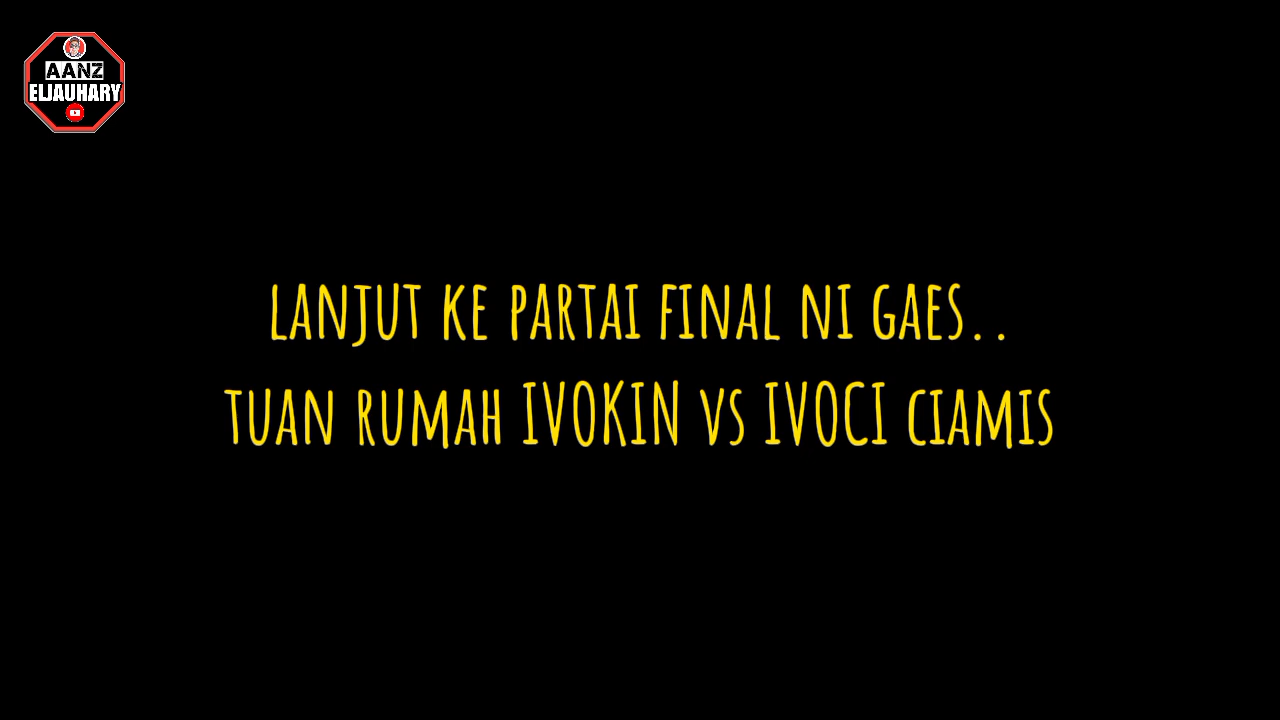 AANZ
ELJAUHARY
LANJUT KE PARTAI FINAL NI GAES..
TUAN RUMAH IVOKIN VS IVOCI CIAMIS